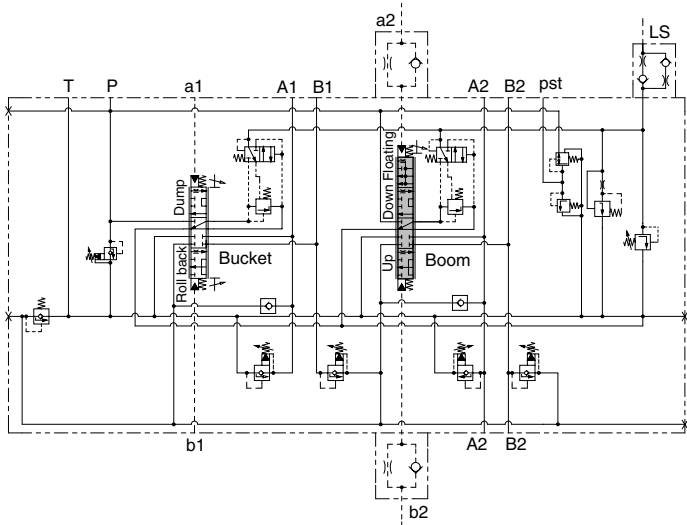 a2
LS
T P a1 A1 B1 A2 B2 pst
Dump
Down Floating
Bucket
Boom
Roll back
Up
b1
A2 B2
b2